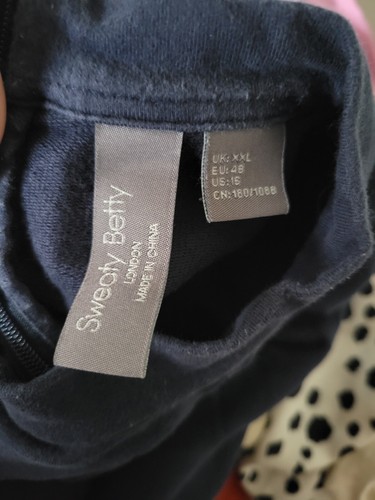 Sweaty Betty
LONDON
MADE IN CHINA
UK: XXL
EU: 48
US: 16
CN: 180/108B